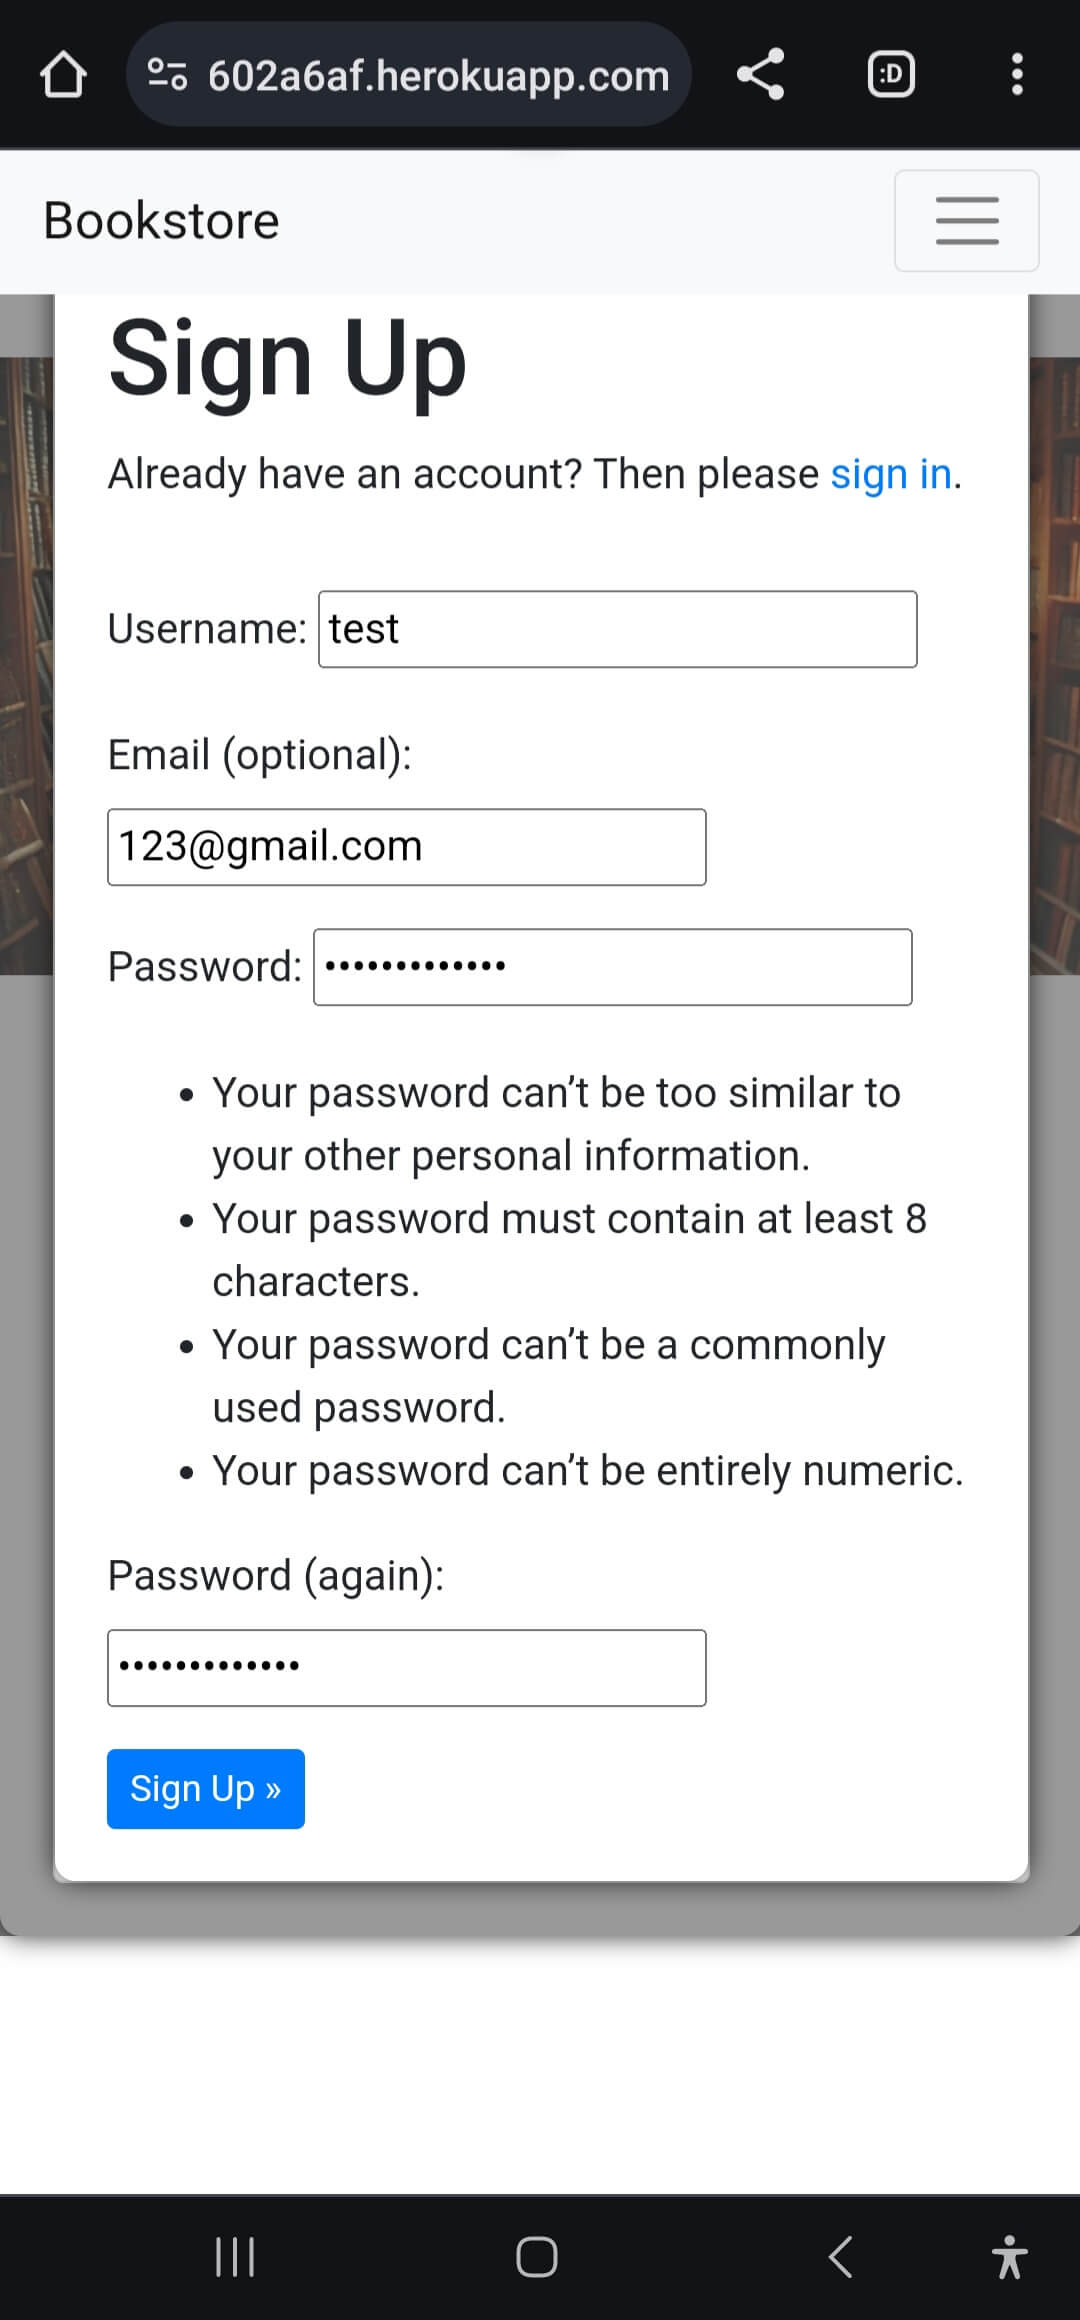 602a6af.herokuapp.com
:D
Bookstore
Sign Up
Already have an account? Then please sign in.
Username: test
Email (optional):
123@gmail.com
Password: •••••••••••••
• Your password can’t be too similar to
your other personal information.
• Your password must contain at least 8
characters.
• Your password can’t be a commonly
used password.
• Your password can’t be entirely numeric.
Password (again):
•••••••••••••
Sign Up »